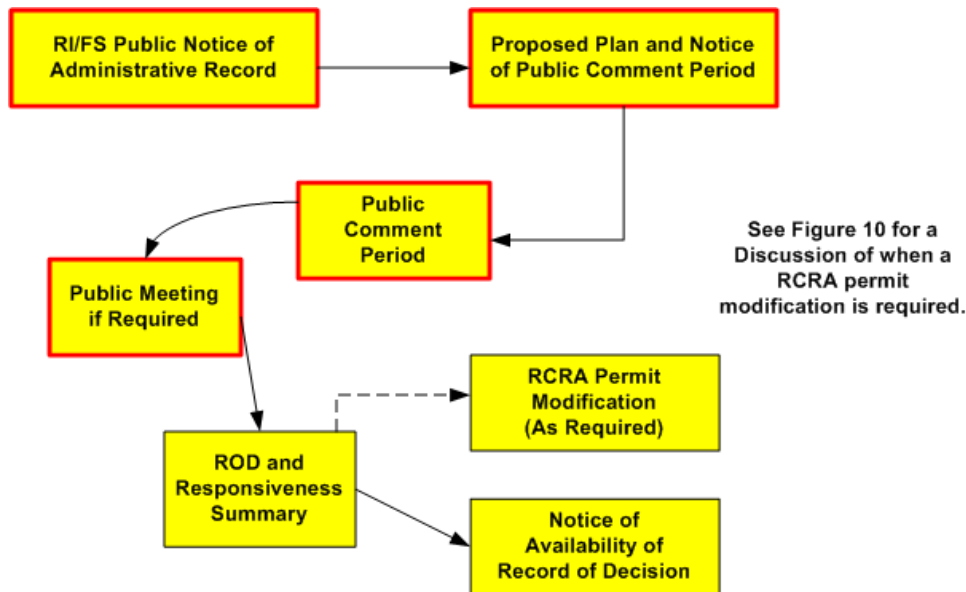 RI/FS Public Notice of
Administrative Record
Proposed Plan and Notice
of Public Comment Period
Public
Comment
Period
See Figure 10 for a
Discussion of when a
RCRA permit
modification is required.
Public Meeting
if Required
RCRA Permit
Modification
(As Required)
ROD and
Responsiveness
Summary
Notice of
Availability of
Record of Decision